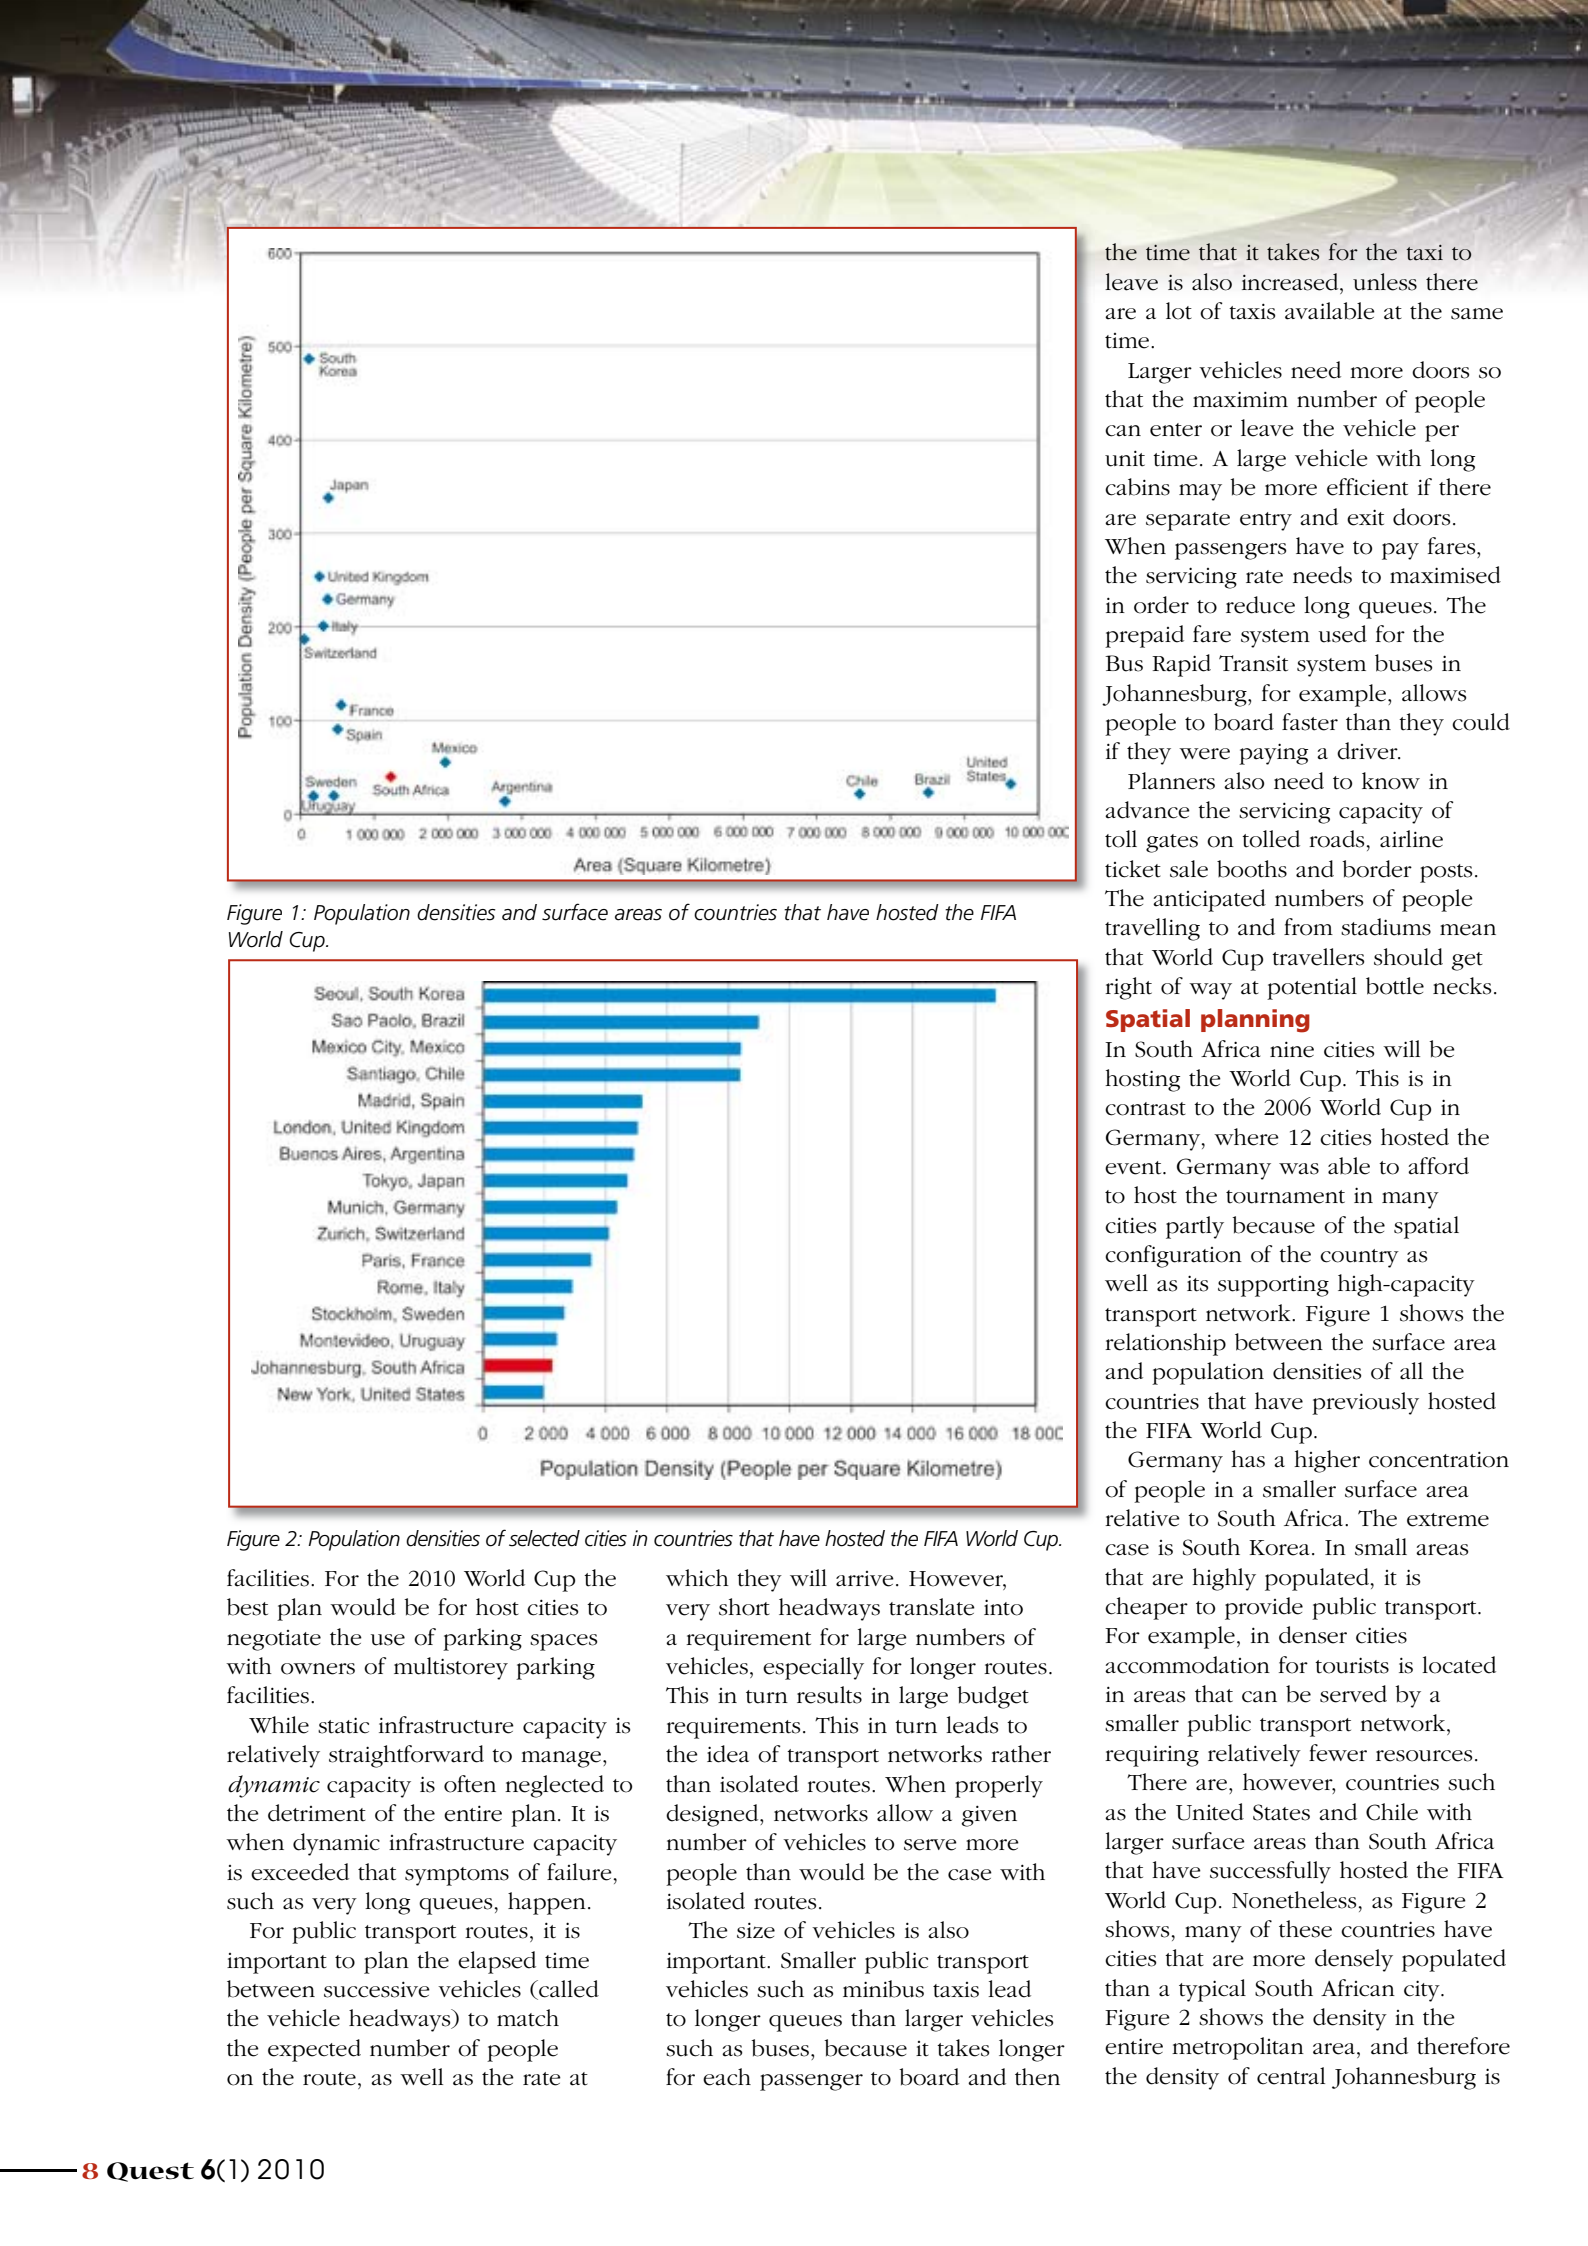 600
500
400
300
200
100
0
Population Density (People per Square Kilometre)
South
Korea
Japan
United Kingdom
Germany
Italy
Switzerland
France
Spain
Mexico
Sweden
Uruguay
South Africa
Argentina
Chile
Brazil
United
States
0 1 000 000 2 000 000 3 000 000 4 000 000 5 000 000 6 000 000 7 000 000 8 000 000 9 000 000 10 000 000
Area (Square Kilometre)
Figure 1: Population densities and surface areas of countries that have hosted the FIFA
World Cup.
Seoul, South Korea
Sao Paolo, Brazil
Mexico City, Mexico
Santiago, Chile
Madrid, Spain
London, United Kingdom
Buenos Aires, Argentina
Tokyo, Japan
Munich, Germany
Zurich, Switzerland
Paris, France
Rome, Italy
Stockholm, Sweden
Montevideo, Uruguay
Johannesburg, South Africa
New York, United States
0 2 000 4 000 6 000 8 000 10 000 12 000 14 000 16 000 18 000
Population Density (People per Square Kilometre)
Figure 2: Population densities of selected cities in countries that have hosted the FIFA World Cup.
facilities. For the 2010 World Cup the
best plan would be for host cities to
negotiate the use of parking spaces
with owners of multistorey parking
facilities.
While static infrastructure capacity is
relatively straightforward to manage,
dynamic capacity is often neglected to
the detriment of the entire plan. It is
when dynamic infrastructure capacity
is exceeded that symptoms of failure,
such as very long queues, happen.
For public transport routes, it is
important to plan the elapsed time
between successive vehicles (called
the vehicle headways) to match
the expected number of people
on the route, as well as the rate at
which they will arrive. However,
very short headways translate into
a requirement for large numbers of
vehicles, especially for longer routes.
This in turn results in large budget
requirements. This in turn leads to
the idea of transport networks rather
than isolated routes. When properly
designed, networks allow a given
number of vehicles to serve more
people than would be the case with
isolated routes.
The size of vehicles is also
important. Smaller public transport
vehicles such as minibus taxis lead
to longer queues than larger vehicles
such as buses, because it takes longer
for each passenger to board and then
the time that it takes for the taxi to
leave is also increased, unless there
are a lot of taxis available at the same
time.
Larger vehicles need more doors so
that the maximim number of people
can enter or leave the vehicle per
unit time. A large vehicle with long
cabins may be more efficient if there
are separate entry and exit doors.
When passengers have to pay fares,
the servicing rate needs to maximised
in order to reduce long queues. The
prepaid fare system used for the
Bus Rapid Transit system buses in
Johannesburg, for example, allows
people to board faster than they could
if they were paying a driver.
Planners also need to know in
advance the servicing capacity of
toll gates on tolled roads, airline
ticket sale booths and border posts.
The anticipated numbers of people
travelling to and from stadiums mean
that World Cup travellers should get
right of way at potential bottle necks.
Spatial planning
In South Africa nine cities will be
hosting the World Cup. This is in
contrast to the 2006 World Cup in
Germany, where 12 cities hosted the
event. Germany was able to afford
to host the tournament in many
cities partly because of the spatial
configuration of the country as
well as its supporting high-capacity
transport network. Figure 1 shows the
relationship between the surface area
and population densities of all the
countries that have previously hosted
the FIFA World Cup.
Germany has a higher concentration
of people in a smaller surface area
relative to South Africa. The extreme
case is South Korea. In small areas
that are highly populated, it is
cheaper to provide public transport.
For example, in denser cities
accommodation for tourists is located
in areas that can be served by a
smaller public transport network,
requiring relatively fewer resources.
There are, however, countries such
as the United States and Chile with
larger surface areas than South Africa
that have successfully hosted the FIFA
World Cup. Nonetheless, as Figure 2
shows, many of these countries have
cities that are more densely populated
than a typical South African city.
Figure 2 shows the density in the
entire metropolitan area, and therefore
the density of central Johannesburg is
8 Quest 6(1) 2010